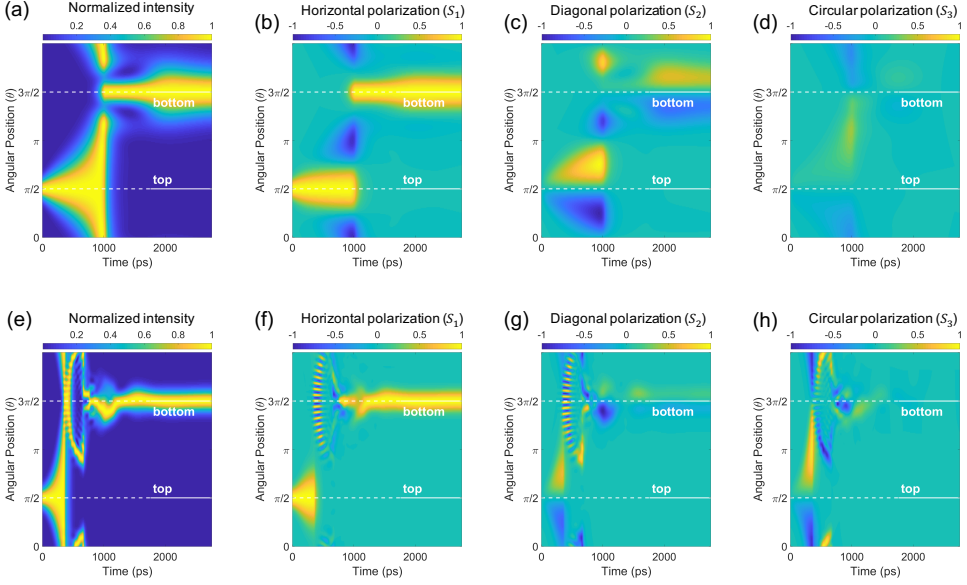 (a)
Normalized intensity
0.2 0.4 0.6 0.8 1
Angular Position (θ)
3π/2
π
π/2
0
bottom
top
0 1000 2000
Time (ps)
(b)
Horizontal polarization (S₁)
-1 -0.5 0 0.5 1
Angular Position (θ)
3π/2
π
π/2
0
bottom
top
0 1000 2000
Time (ps)
(c)
Diagonal polarization (S₂)
-1 -0.5 0 0.5 1
Angular Position (θ)
3π/2
π
π/2
0
bottom
top
0 1000 2000
Time (ps)
(d)
Circular polarization (S₃)
-1 -0.5 0 0.5 1
Angular Position (θ)
3π/2
π
π/2
0
bottom
top
0 1000 2000
Time (ps)
(e)
Normalized intensity
0.2 0.4 0.6 0.8 1
Angular Position (θ)
3π/2
π
π/2
0
bottom
top
0 1000 2000
Time (ps)
(f)
Horizontal polarization (S₁)
-1 -0.5 0 0.5 1
Angular Position (θ)
3π/2
π
π/2
0
bottom
top
0 1000 2000
Time (ps)
(g)
Diagonal polarization (S₂)
-1 -0.5 0 0.5 1
Angular Position (θ)
3π/2
π
π/2
0
bottom
top
0 1000 2000
Time (ps)
(h)
Circular polarization (S₃)
-1 -0.5 0 0.5 1
Angular Position (θ)
3π/2
π
π/2
0
bottom
top
0 1000 2000
Time (ps)